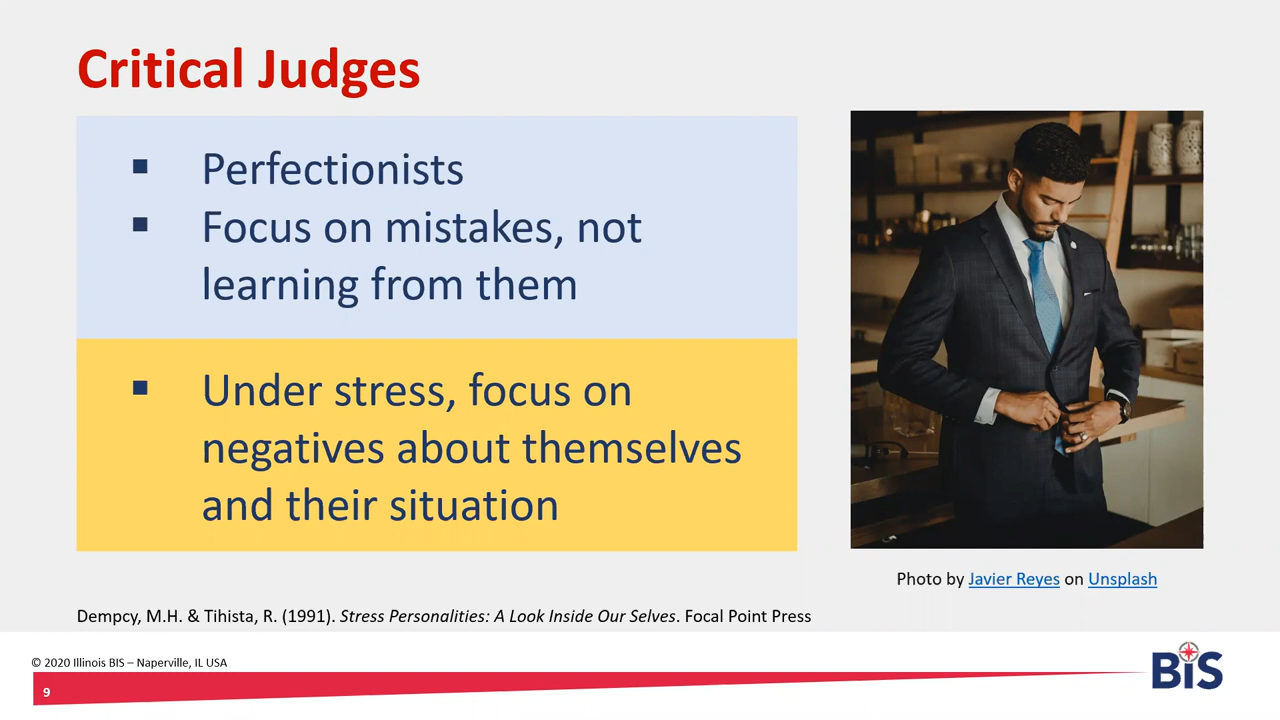 Critical Judges
▪ Perfectionists
▪ Focus on mistakes, not
learning from them
▪ Under stress, focus on
negatives about themselves
and their situation
Photo by Javier Reyes on Unsplash
Dempcy, M.H. & Tihista, R. (1991). Stress Personalities: A Look Inside Our Selves. Focal Point Press
© 2020 Illinois BIS – Naperville, IL USA
9
BiS